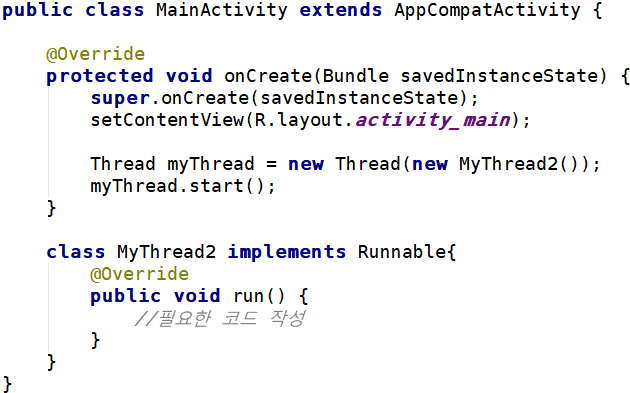 public class MainActivity extends AppCompatActivity {
@Override
protected void onCreate(Bundle savedInstanceState) {
super.onCreate(savedInstanceState);
setContentView(R.layout.activity_main);
Thread myThread = new Thread(new MyThread2());
myThread.start();
}
class MyThread2 implements Runnable{
@Override
public void run() {
//필요한 코드 작성
}
}
}